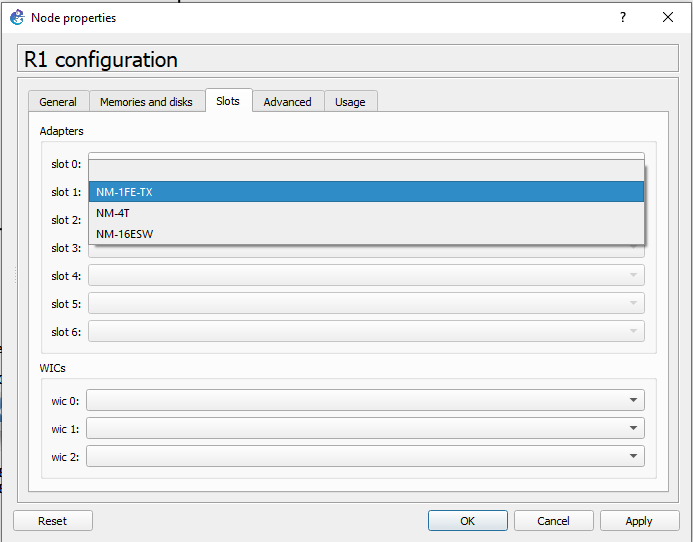 Node properties
?
R1 configuration
General
Memories and disks
Slots
Advanced
Usage
Adapters
slot 0:
slot 1:
NM-1FE-TX
NM-4T
slot 2:
NM-16ESW
slot 3:
slot 4:
slot 5:
slot 6:
WICs
wic 0:
wic 1:
wic 2:
Reset
OK
Cancel
Apply